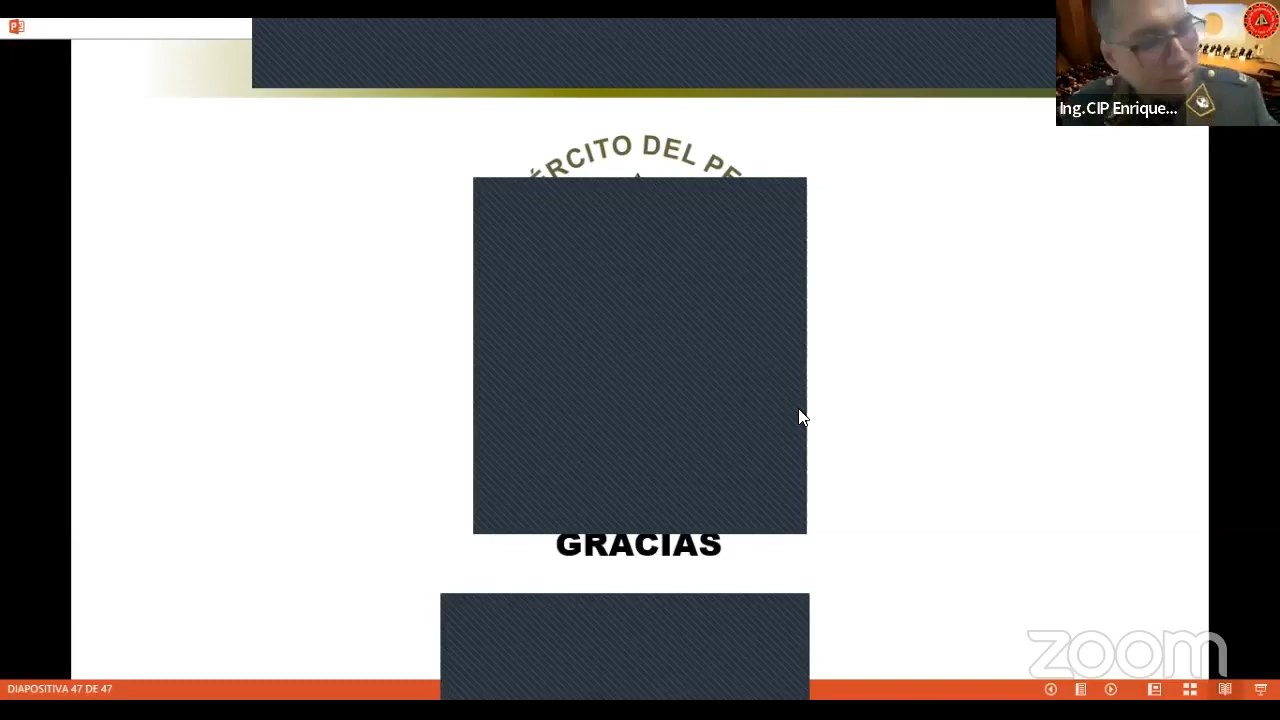 Ing.CIP Enrique...
ÉRCITO DEL PE
GRACIAS
zoom
DIAPOSITIVA 47 DE 47